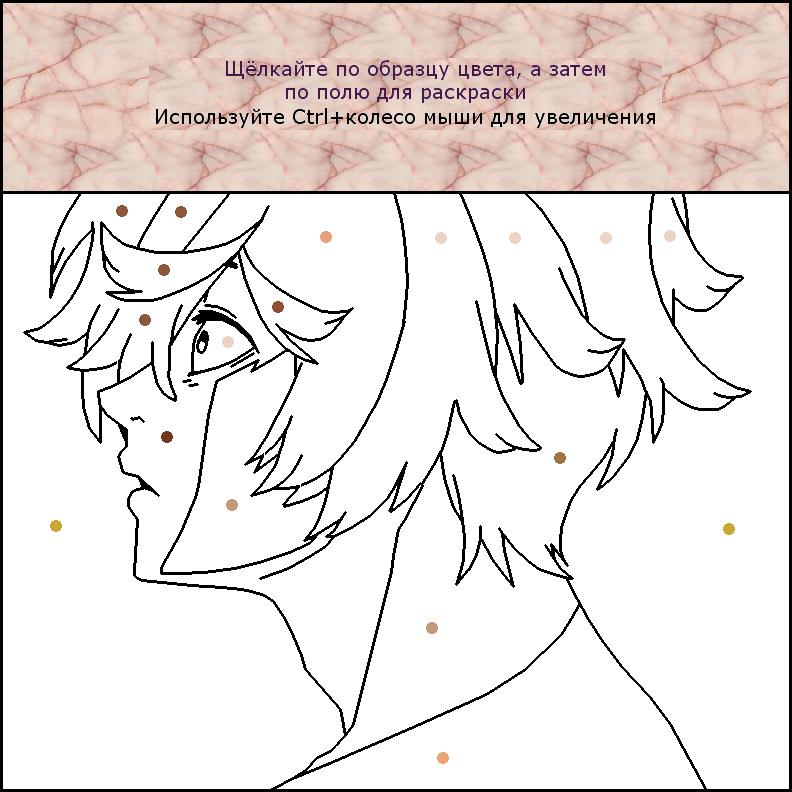 Щёлкайте по образцу цвета, а затем
по полю для раскраски
Используйте Ctrl+колесо мыши для увеличения